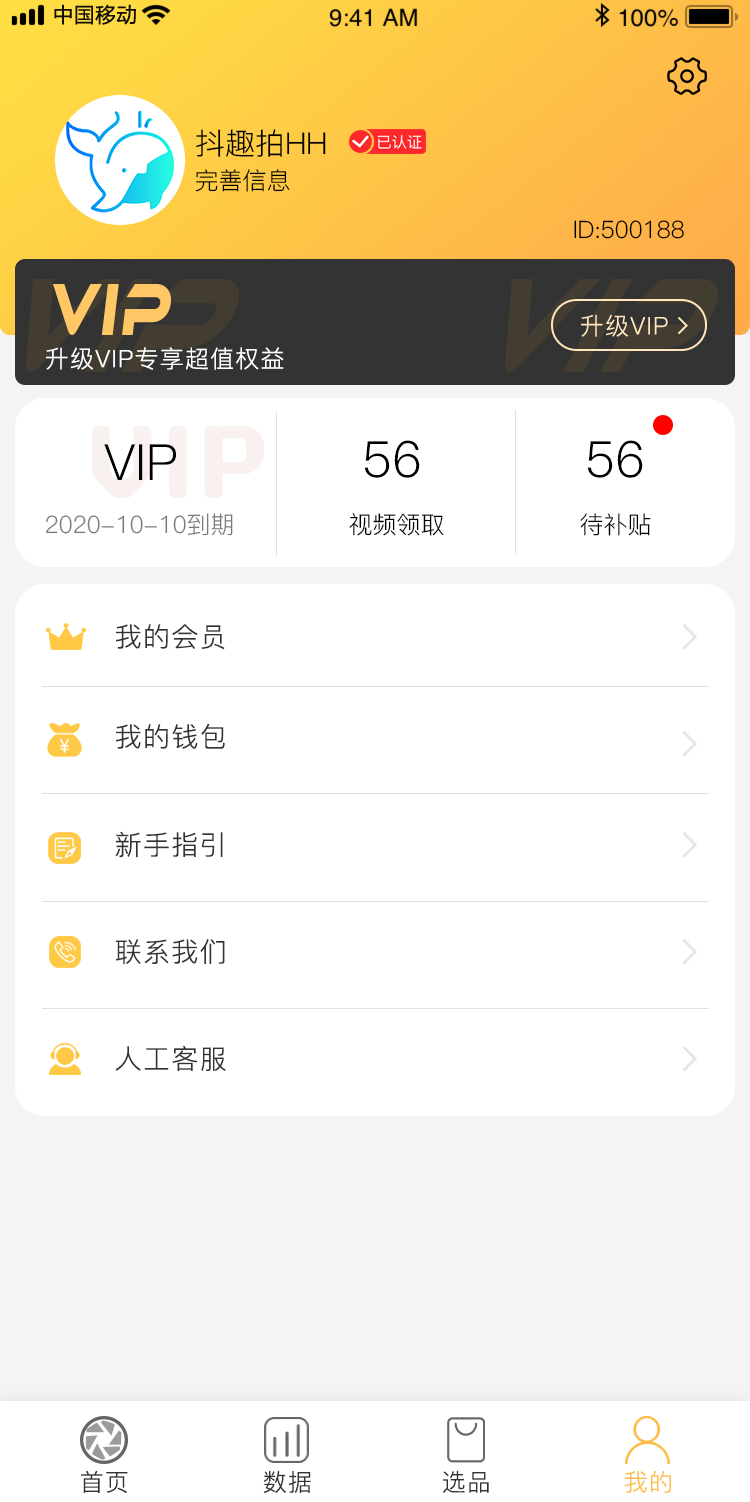 中国移动
9:41 AM
100%
抖趣拍HH
已认证
完善信息
ID:500188
VIP
升级VIP专享超值权益
升级VIP
VIP
VIP
VIP
VIP
2020-10-10到期
56
视频领取
56
待补贴
我的会员
我的钱包
¥
新手指引
联系我们
人工客服
首页
数据
选品
我的